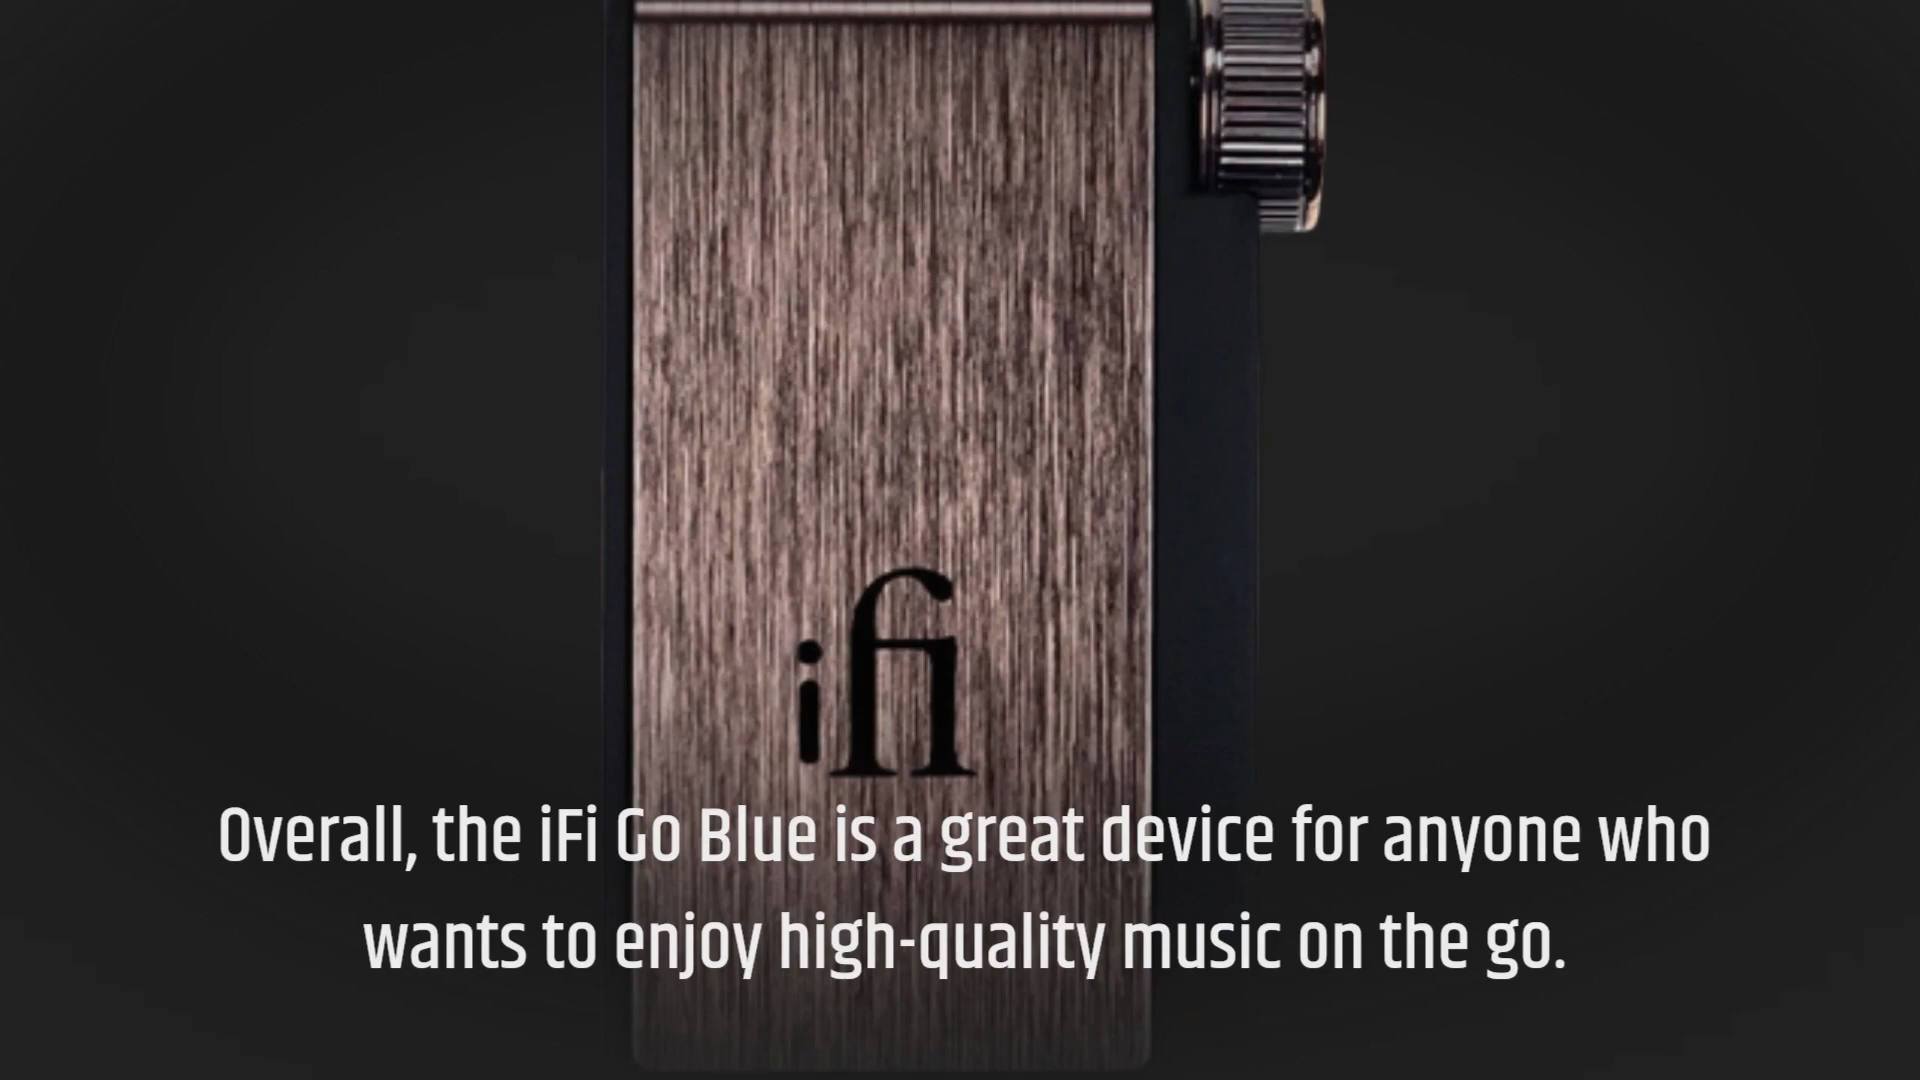 ifi
Overall, the iFi Go Blue is a great device for anyone who
wants to enjoy high-quality music on the go.